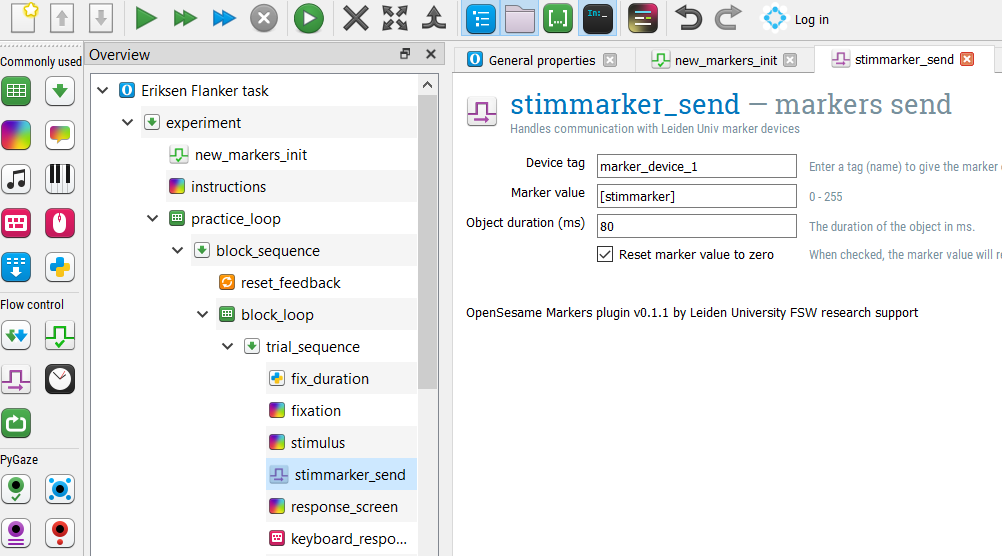 Log in
Commonly used
Flow control
PyGaze
Overview
Eriksen Flanker task
experiment
new_markers_init
instructions
practice_loop
block_sequence
reset_feedback
block_loop
trial_sequence
fix_duration
fixation
stimulus
stimmarker_send
response_screen
keyboard_respo...
General properties
new_markers_init
stimmarker_send
stimmarker_send — markers send
Handles communication with Leiden Univ marker devices
Device tag marker_device_1 Enter a tag (name) to give the marker
Marker value [stimmarker] 0 - 255
Object duration (ms) 80 The duration of the object in ms.
Reset marker value to zero When checked, the marker value will
OpenSesame Markers plugin v0.1.1 by Leiden University FSW research support